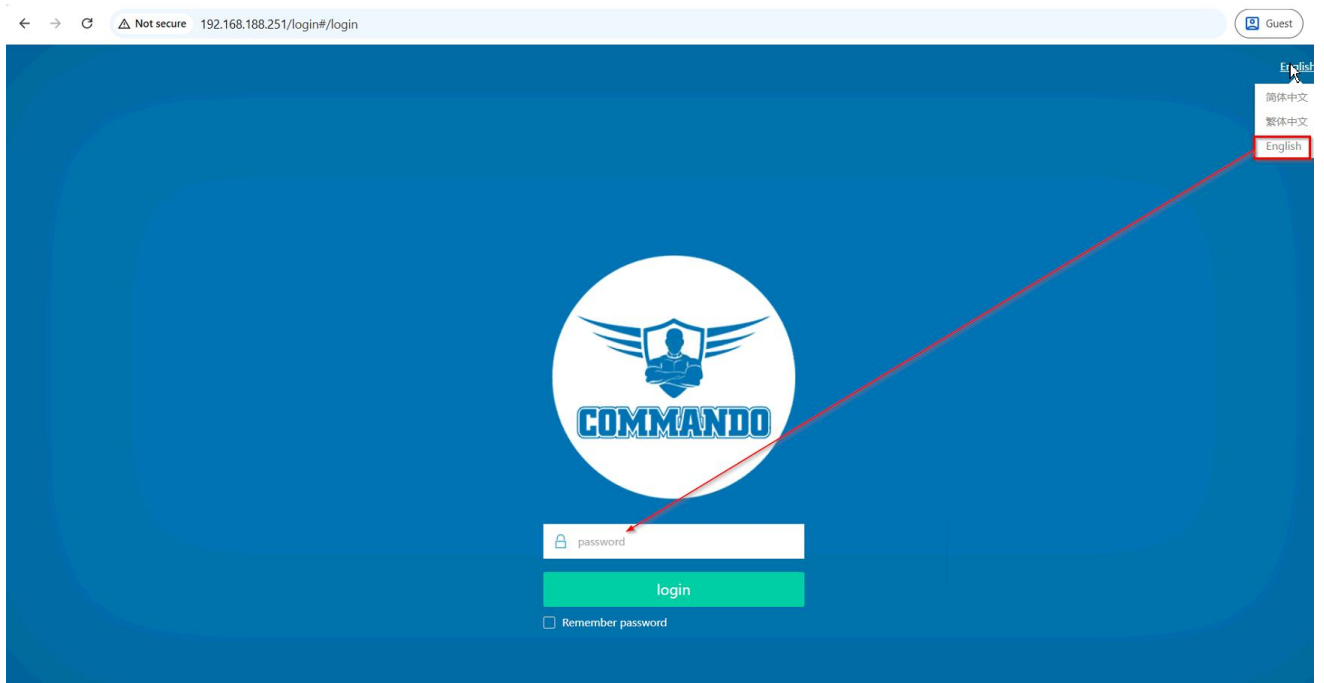 Not secure 192.168.188.251/login#/login Guest
English
简体中文
繁体中文
English
COMMANDO
password
login
Remember password